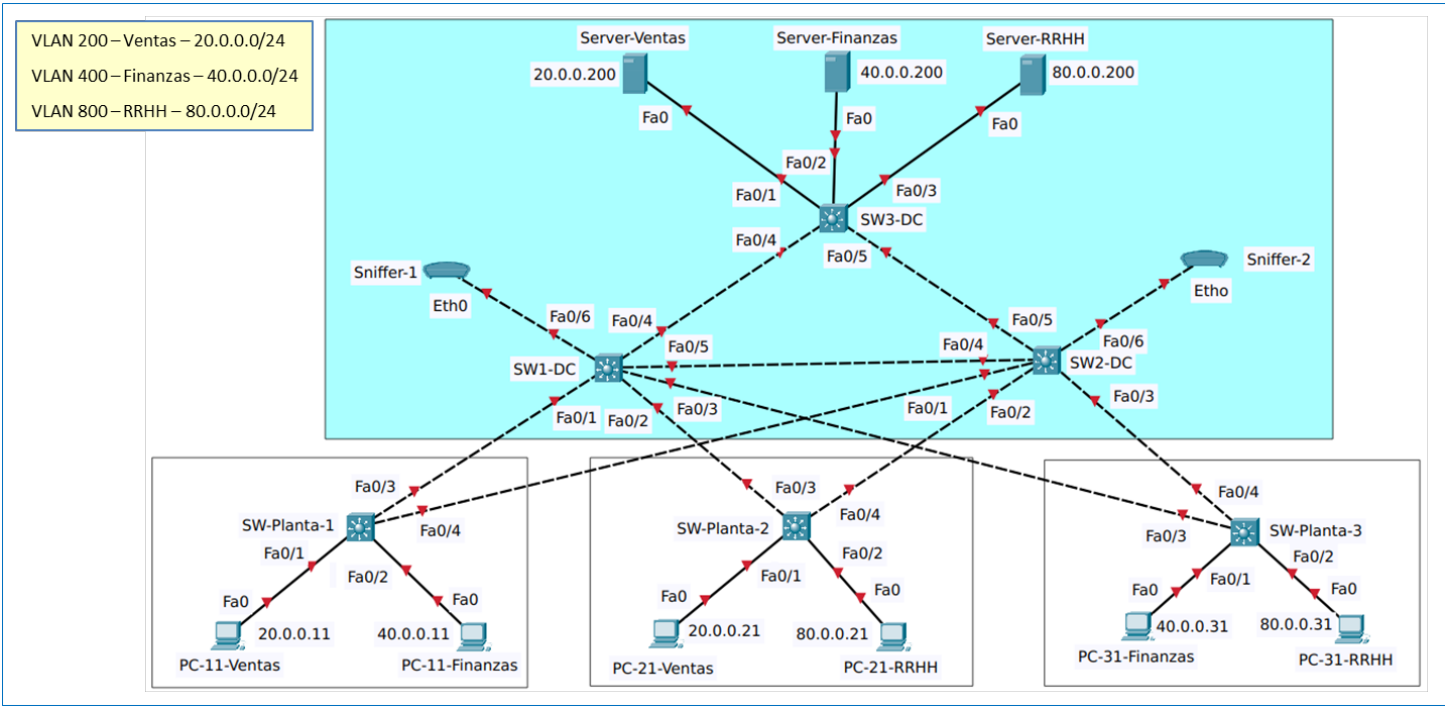 VLAN 200 – Ventas – 20.0.0.0/24
VLAN 400 – Finanzas – 40.0.0.0/24
VLAN 800 – RRHH – 80.0.0.0/24
Server-Ventas
Server-Finanzas
Server-RRHH
20.0.0.200
40.0.0.200
80.0.0.200
Fa0
Fa0
Fa0
Fa0/2
Fa0/1
Fa0/3
SW3-DC
Fa0/4
Fa0/5
Sniffer-1
Sniffer-2
Eth0
Etho
Fa0/6
Fa0/4
Fa0/5
Fa0/6
Fa0/5
Fa0/4
SW1-DC
SW2-DC
Fa0/1
Fa0/2
Fa0/3
Fa0/1
Fa0/2
Fa0/3
Fa0/3
SW-Planta-1
Fa0/4
Fa0/1
Fa0/2
Fa0
Fa0
20.0.0.11
40.0.0.11
PC-11-Ventas
PC-11-Finanzas
Fa0/3
SW-Planta-2
Fa0/4
Fa0/2
Fa0/1
Fa0
Fa0
20.0.0.21
80.0.0.21
PC-21-Ventas
PC-21-RRHH
Fa0/4
SW-Planta-3
Fa0/3
Fa0/2
Fa0/1
Fa0
Fa0
40.0.0.31
80.0.0.31
PC-31-Finanzas
PC-31-RRHH